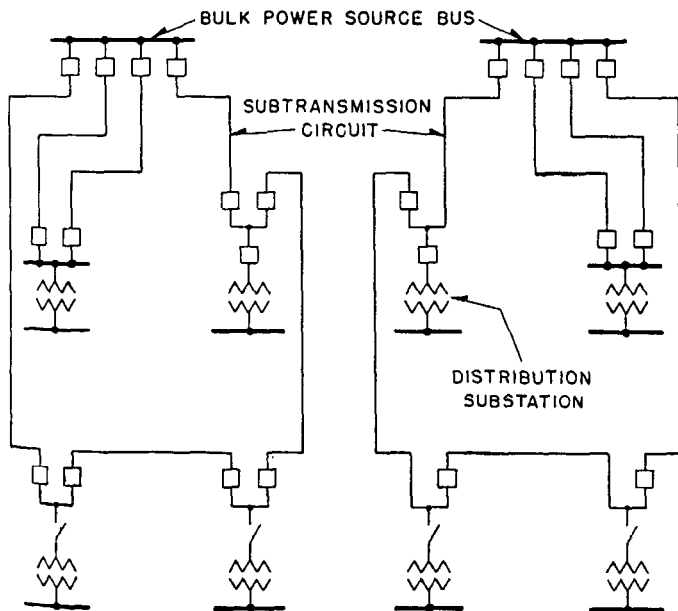 BULK POWER SOURCE BUS
SUBTRANSMISSION
CIRCUIT
DISTRIBUTION
SUBSTATION